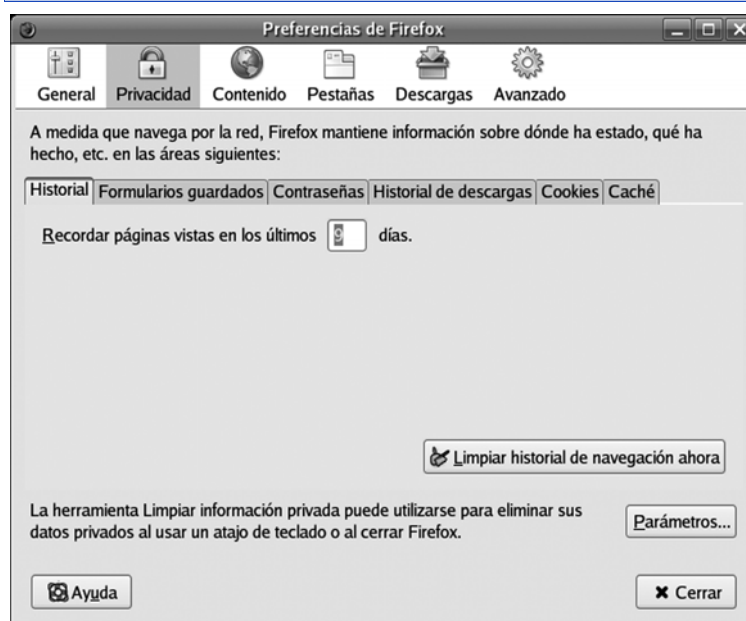 Preferencias de Firefox
General Privacidad Contenido Pestañas Descargas Avanzado
A medida que navega por la red, Firefox mantiene información sobre dónde ha estado, qué ha
hecho, etc. en las áreas siguientes:
Historial Formularios guardados Contraseñas Historial de descargas Cookies Caché
Recordar páginas vistas en los últimos 9 días.
Limpiar historial de navegación ahora
La herramienta Limpiar información privada puede utilizarse para eliminar sus
datos privados al usar un atajo de teclado o al cerrar Firefox.
Parámetros...
Ayuda
Cerrar